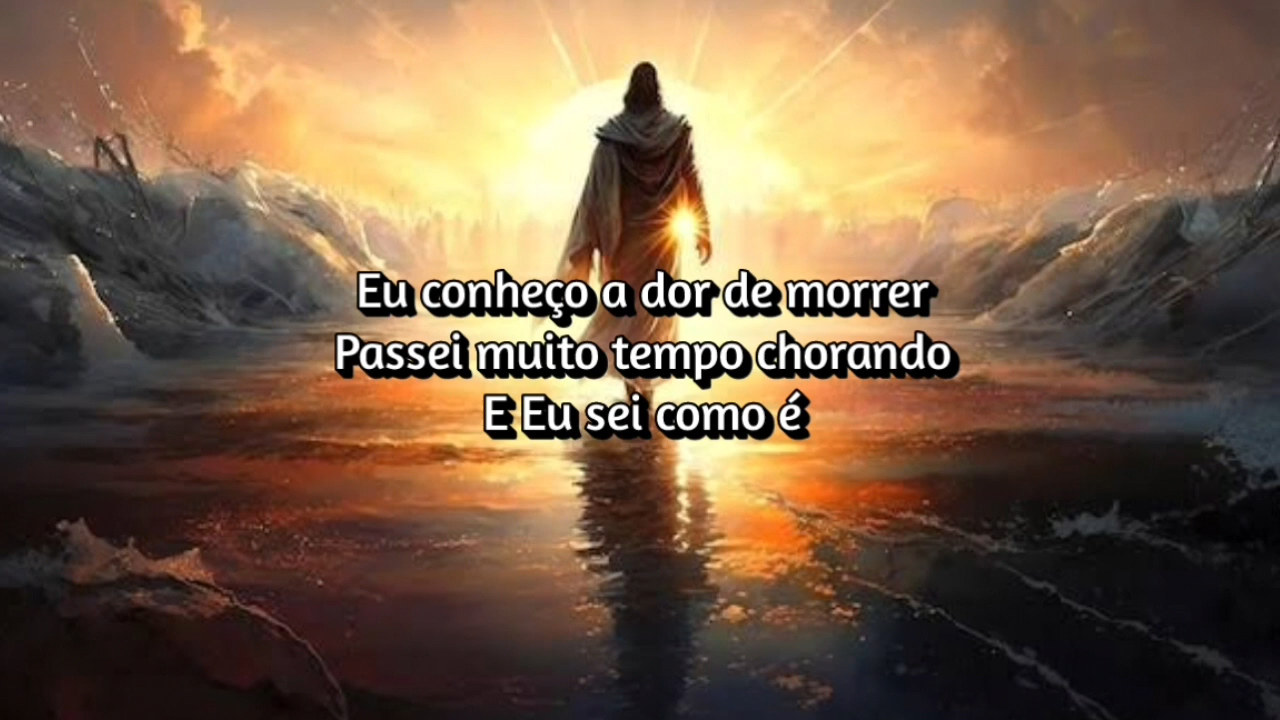 Eu conheço a dor de morrer
Passei muito tempo chorando
E Eu sei como é